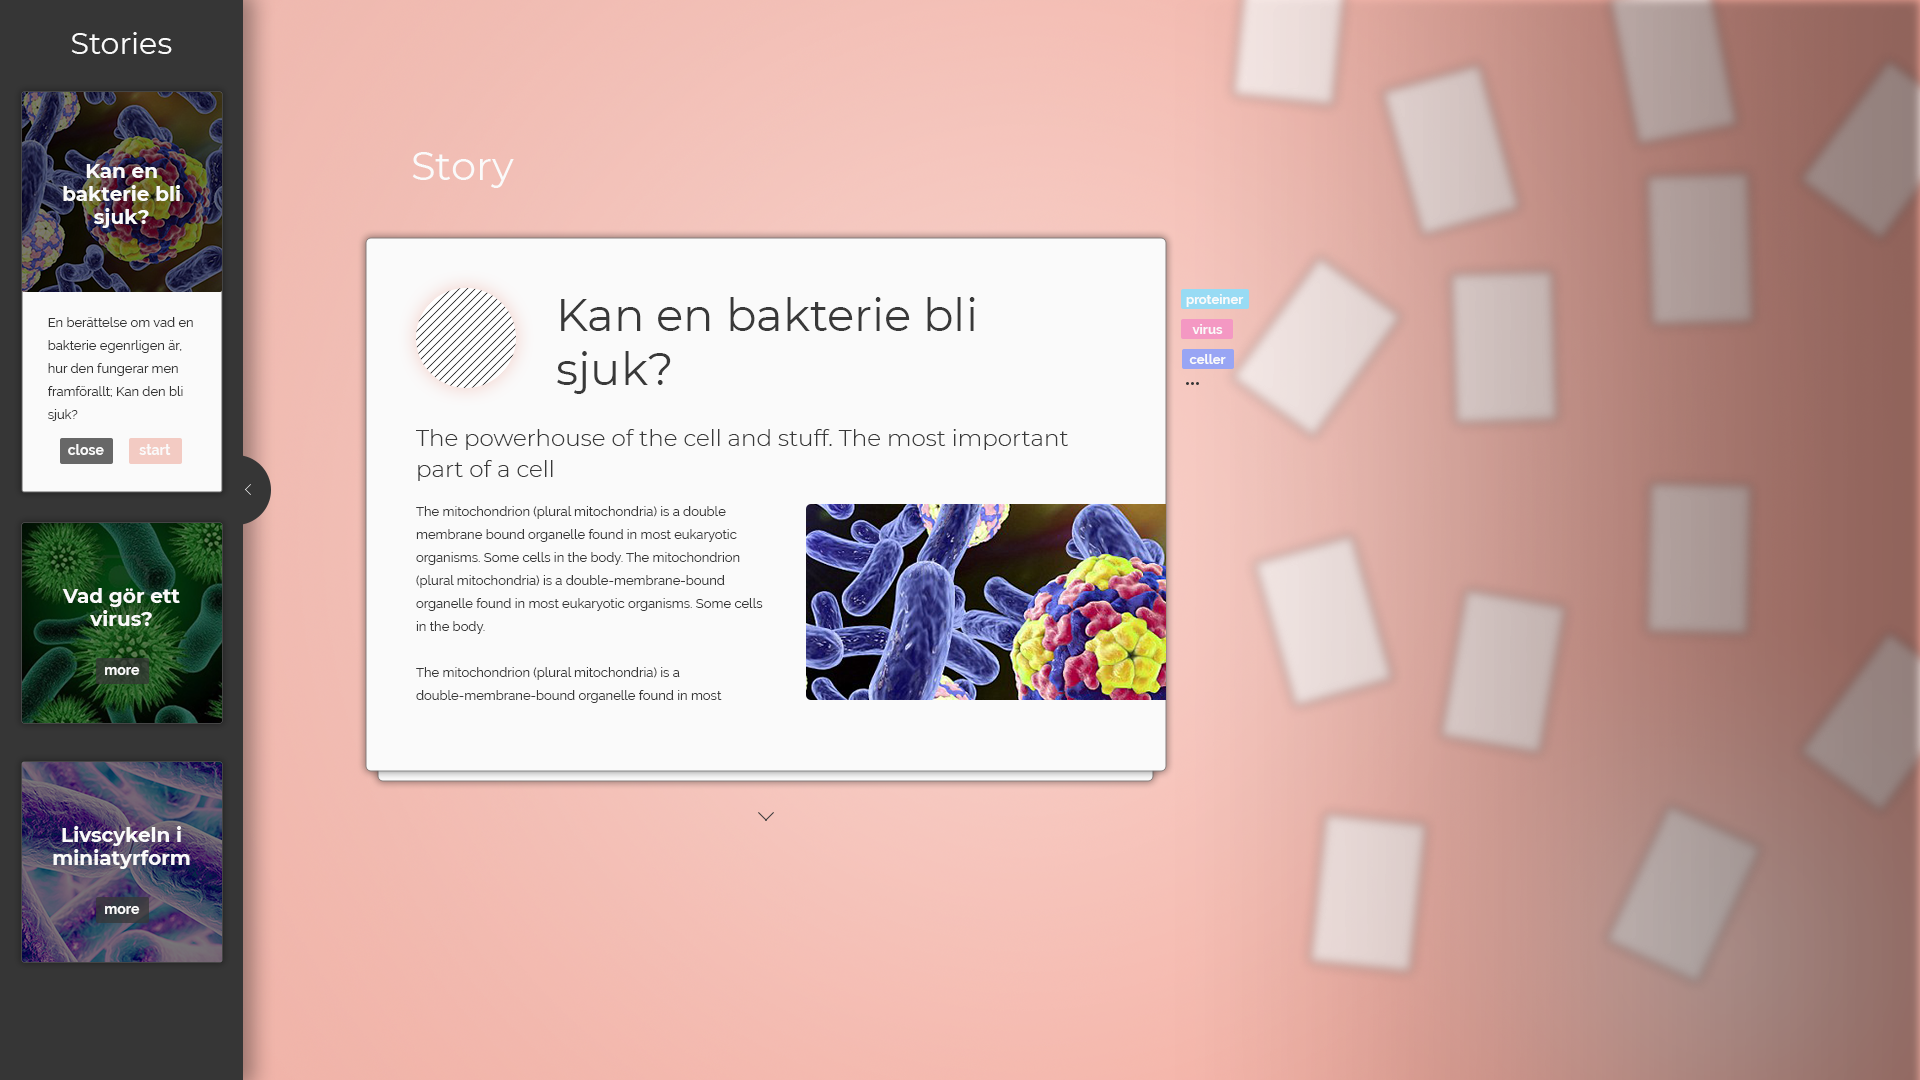 Stories
Kan en
bakterie bli
sjuk?
En berättelse om vad en
bakterie egenrligen är,
hur den fungerar men
framförallt; Kan den bli
sjuk?
close
start
Vad gör ett
virus?
more
Livscykeln i
miniatyrform
more
Story
Kan en bakterie bli
sjuk?
The powerhouse of the cell and stuff. The most important
part of a cell
The mitochondrion (plural mitochondria) is a double
membrane bound organelle found in most eukaryotic
organisms. Some cells in the body. The mitochondrion
(plural mitochondria) is a double-membrane-bound
organelle found in most eukaryotic organisms. Some cells
in the body.
The mitochondrion (plural mitochondria) is a
double-membrane-bound organelle found in most
proteiner
virus
celler
...